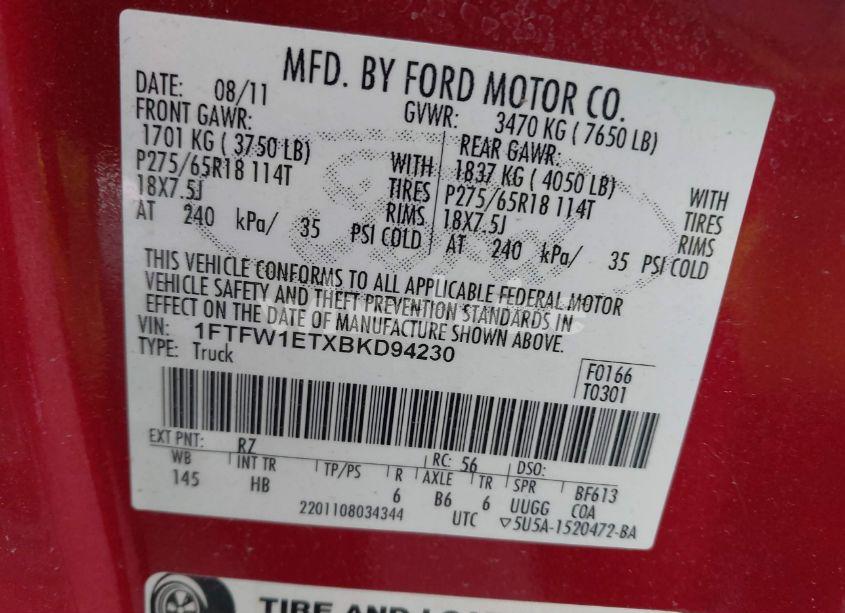 MFD. BY FORD MOTOR CO.
DATE: 08/11 GVWR: 3470 KG ( 7650 LB)
FRONT GAWR: REAR GAWR:
1701 KG ( 3750 LB) WITH 1837 KG ( 4050 LB) WITH
P275/65R18 114T TIRES P275/65R18 114T TIRES
18X7.5J RIMS 18X7.5J RIMS
AT 240 kPa/ 35 PSI COLD AT 240 kPa/ 35 PSI COLD
THIS VEHICLE CONFORMS TO ALL APPLICABLE FEDERAL MOTOR
VEHICLE SAFETY AND THEFT PREVENTION STANDARDS IN
EFFECT ON THE DATE OF MANUFACTURE SHOWN ABOVE.
VIN: 1FTFW1ETXBKD94230
TYPE: Truck
F0166
T0301
EXT PNT: RZ RC: 56 DSO:
WB INT TR TP/PS R AXLE TR SPR BF613
145 HB 6 B6 6 UUGG COA
2201108034344 UTC ▽5U5A-1520472-BA
TIRE AND